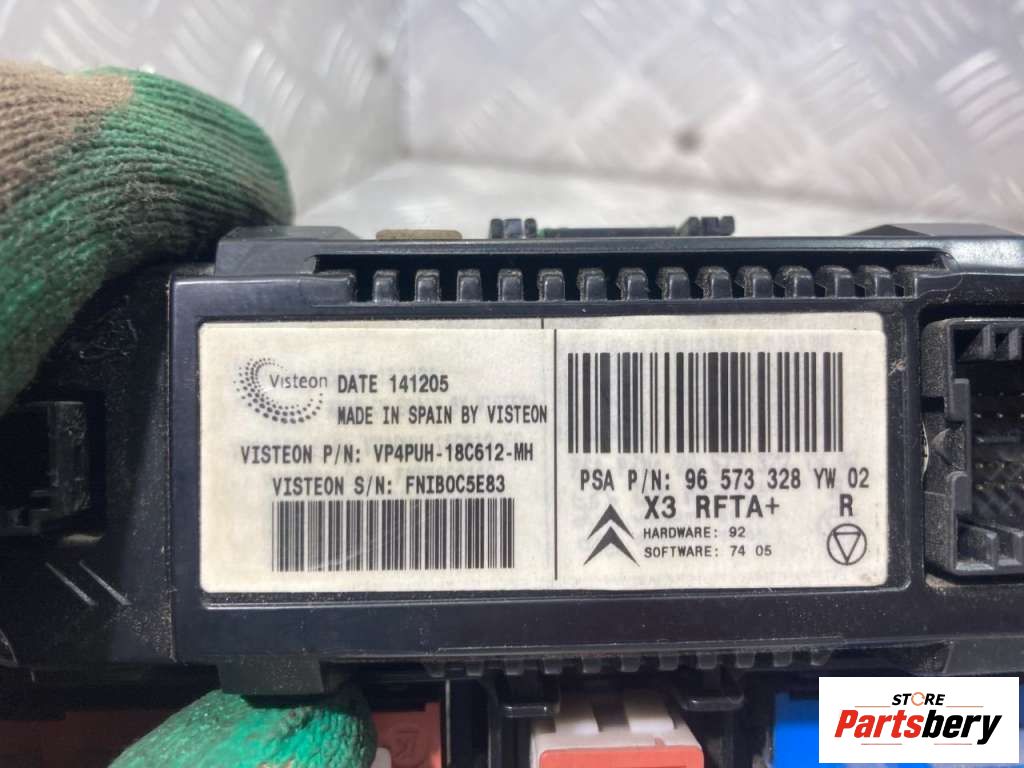 Visteon
DATE 141205
MADE IN SPAIN BY VISTEON
VISTEON P/N: VP4PUH-18C612-MH
VISTEON S/N: FNIBOC5E83
PSA P/N: 96 573 328 YW 02
X3 RFTA+ R
HARDWARE: 92
SOFTWARE: 74 05
STORE
Partsbery